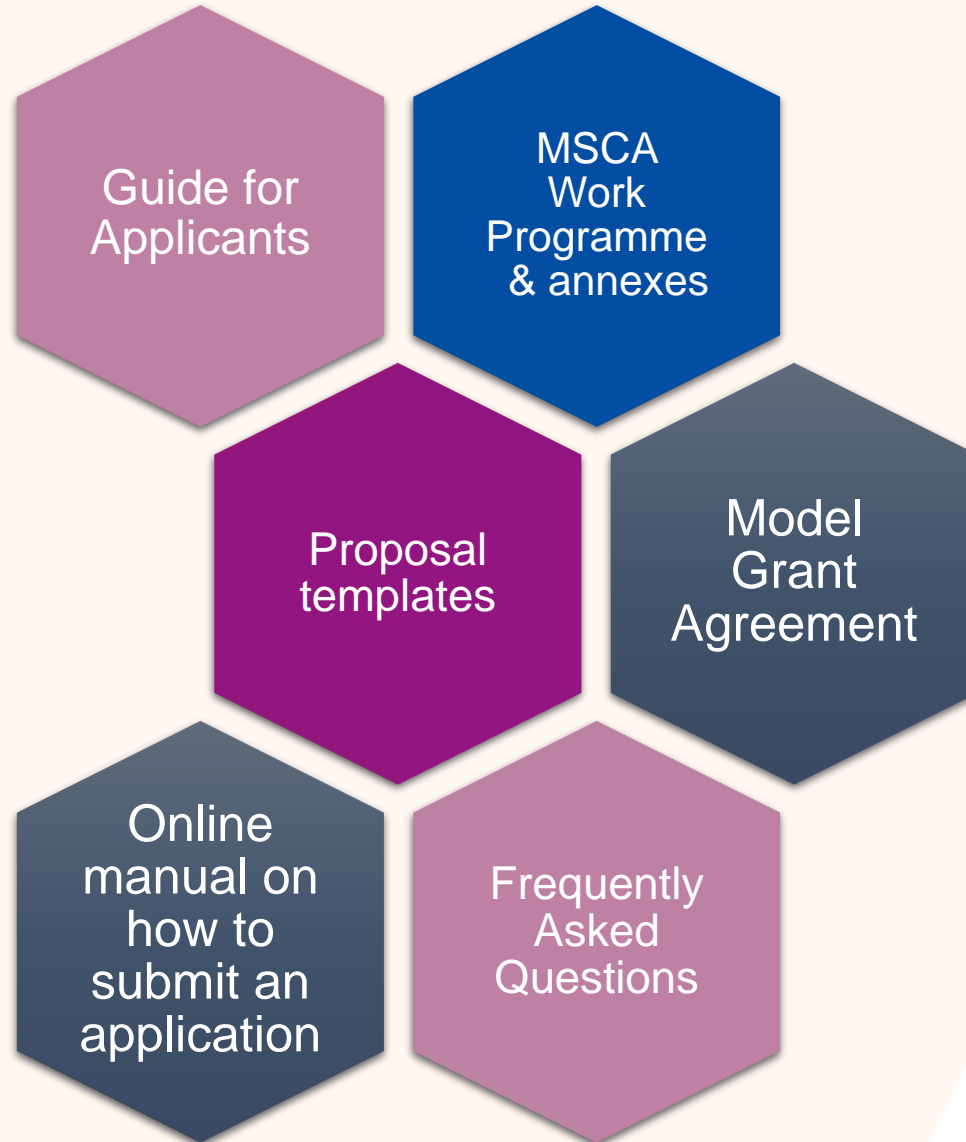 Guide for
Applicants
MSCA
Work
Programme
& annexes
Proposal
templates
Model
Grant
Agreement
Online
manual on
how to
submit an
application
Frequently
Asked
Questions